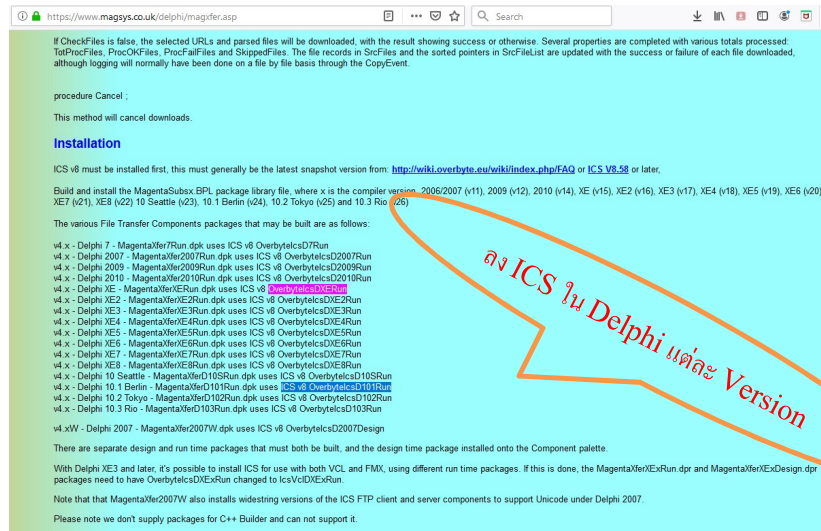 https://www.magsys.co.uk/delphi/magxfer.asp
Search
If CheckFiles is false, the selected URLs and parsed files will be downloaded, with the result showing success or otherwise. Several properties are completed with various totals processed:
TotProcFiles, ProcOKFiles, ProcFailFiles and SkippedFiles. The file records in SrcFiles and the sorted pointers in SrcFileList are updated with the success or failure of each file downloaded,
although logging will normally have been done on a file by file basis through the CopyEvent.
procedure Cancel ;
This method will cancel downloads.
Installation
ICS v8 must be installed first, this must generally be the latest snapshot version from: http://wiki.overbyte.eu/wiki/index.php/FAQ or ICS V8.58 or later,
Build and install the MagentaSubsx.BPL package library file, where x is the compiler version, 2006/2007 (v11), 2009 (v12), 2010 (v14), XE (v15), XE2 (v16), XE3 (v17), XE4 (v18), XE5 (v19), XE6 (v20)
XE7 (v21), XE8 (v22) 10 Seattle (v23), 10.1 Berlin (v24), 10.2 Tokyo (v25) and 10.3 Rio (v26)
The various File Transfer Components packages that may be built are as follows:
v4.x - Delphi 7 - MagentaXfer7Run.dpk uses ICS v8 OverbyteIcsD7Run
v4.x - Delphi 2007 - MagentaXfer2007Run.dpk uses ICS v8 OverbyteIcsD2007Run
v4.x - Delphi 2009 - MagentaXfer2009Run.dpk uses ICS v8 OverbyteIcsD2009Run
v4.x - Delphi 2010 - MagentaXfer2010Run.dpk uses ICS v8 OverbyteIcsD2010Run
v4.x - Delphi XE - MagentaXferXERun.dpk uses ICS v8 OverbyteIcsDXERun
v4.x - Delphi XE2 - MagentaXferXE2Run.dpk uses ICS v8 OverbyteIcsDXE2Run
v4.x - Delphi XE3 - MagentaXferXE3Run.dpk uses ICS v8 OverbyteIcsDXE3Run
v4.x - Delphi XE4 - MagentaXferXE4Run.dpk uses ICS v8 OverbyteIcsDXE4Run
v4.x - Delphi XE5 - MagentaXferXE5Run.dpk uses ICS v8 OverbyteIcsDXE5Run
v4.x - Delphi XE6 - MagentaXferXE6Run.dpk uses ICS v8 OverbyteIcsDXE6Run
v4.x - Delphi XE7 - MagentaXferXE7Run.dpk uses ICS v8 OverbyteIcsDXE7Run
v4.x - Delphi XE8 - MagentaXferXE8Run.dpk uses ICS v8 OverbyteIcsDXE8Run
v4.x - Delphi 10 Seattle - MagentaXferD10SRun.dpk uses ICS v8 OverbyteIcsD10SRun
v4.x - Delphi 10.1 Berlin - MagentaXferD101Run.dpk uses ICS v8 OverbyteIcsD101Run
v4.x - Delphi 10.2 Tokyo - MagentaXferD102Run.dpk uses ICS v8 OverbyteIcsD102Run
v4.x - Delphi 10.3 Rio - MagentaXferD103Run.dpk uses ICS v8 OverbyteIcsD103Run
ลง ICS ใน Delphi แต่ละ Version
v4.xW - Delphi 2007 - MagentaXfer2007W.dpk uses ICS v8 OverbyteIcsD2007Design
There are separate design and run time packages that must both be built, and the design time package installed onto the Component palette.
With Delphi XE3 and later, it's possible to install ICS for use with both VCL and FMX, using different run time packages. If this is done, the MagentaXferXExRun.dpr and MagentaXferXExDesign.dpr
packages need to have OverbyteIcsDXExRun changed to IcsVclDXExRun.
Note that that MagentaXfer2007W also installs widestring versions of the ICS FTP client and server components to support Unicode under Delphi 2007.
Please note we don't supply packages for C++ Builder and can not support it.